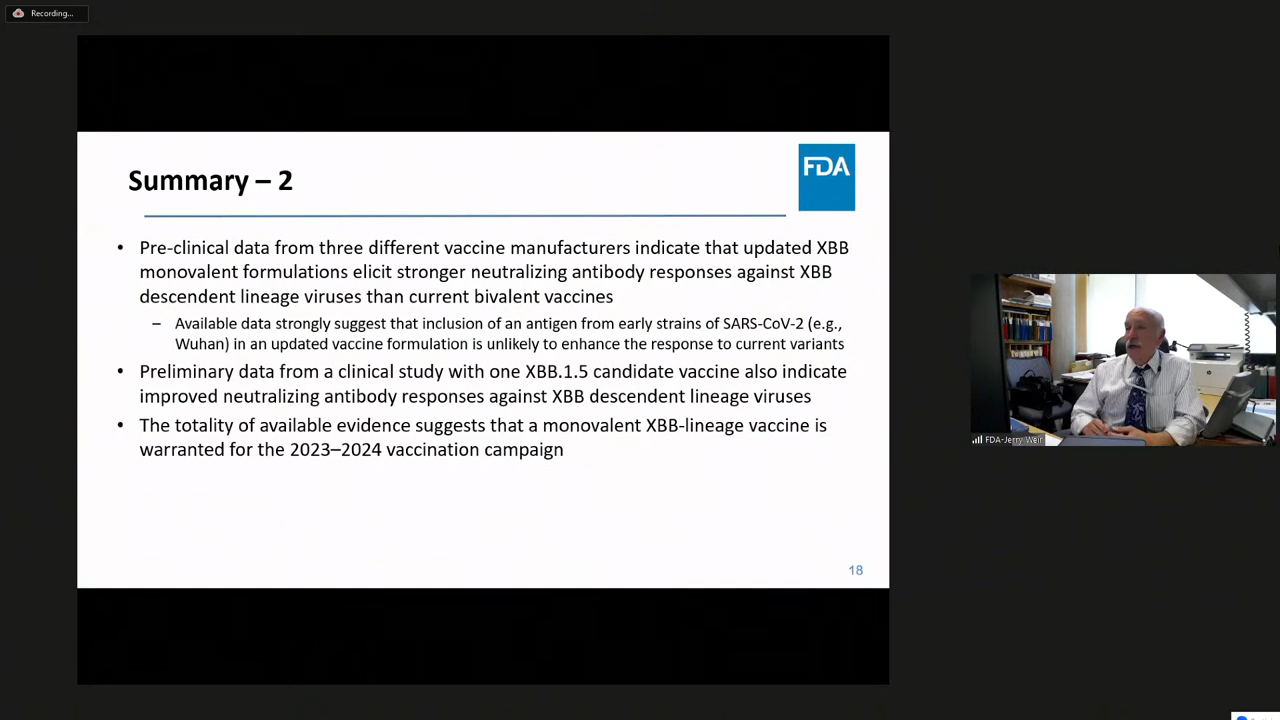 Recording...
Summary – 2
FDA
• Pre-clinical data from three different vaccine manufacturers indicate that updated XBB
monovalent formulations elicit stronger neutralizing antibody responses against XBB
descendent lineage viruses than current bivalent vaccines
– Available data strongly suggest that inclusion of an antigen from early strains of SARS-CoV-2 (e.g.,
Wuhan) in an updated vaccine formulation is unlikely to enhance the response to current variants
• Preliminary data from a clinical study with one XBB.1.5 candidate vaccine also indicate
improved neutralizing antibody responses against XBB descendent lineage viruses
• The totality of available evidence suggests that a monovalent XBB-lineage vaccine is
warranted for the 2023–2024 vaccination campaign
18
FDA-Jerry Weir